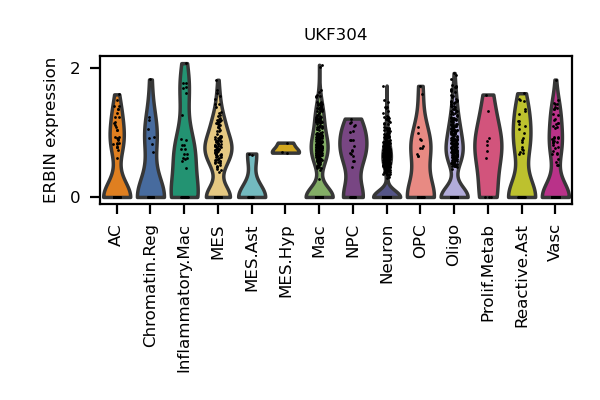 UKF304
ERBIN expression
2
0
AC
Chromatin.Reg
Inflammatory.Mac
MES
MES.Ast
MES.Hyp
Mac
NPC
Neuron
OPC
Oligo
Prolif.Metab
Reactive.Ast
Vasc